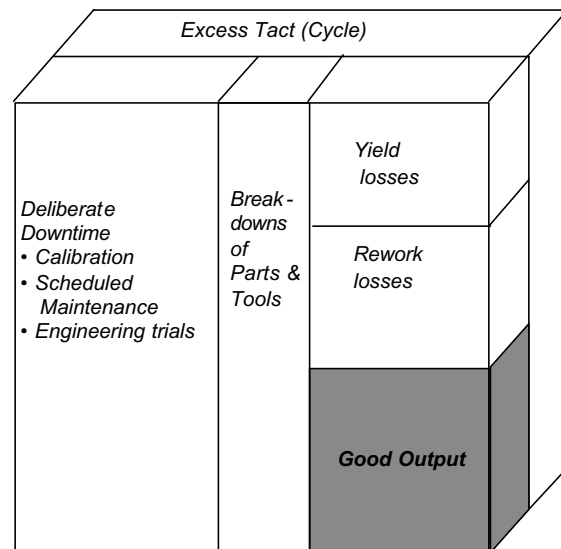 Excess Tact (Cycle)
Deliberate
Downtime
• Calibration
• Scheduled
Maintenance
• Engineering trials
Break-
downs
of
Parts &
Tools
Yield
losses
Rework
losses
Good Output